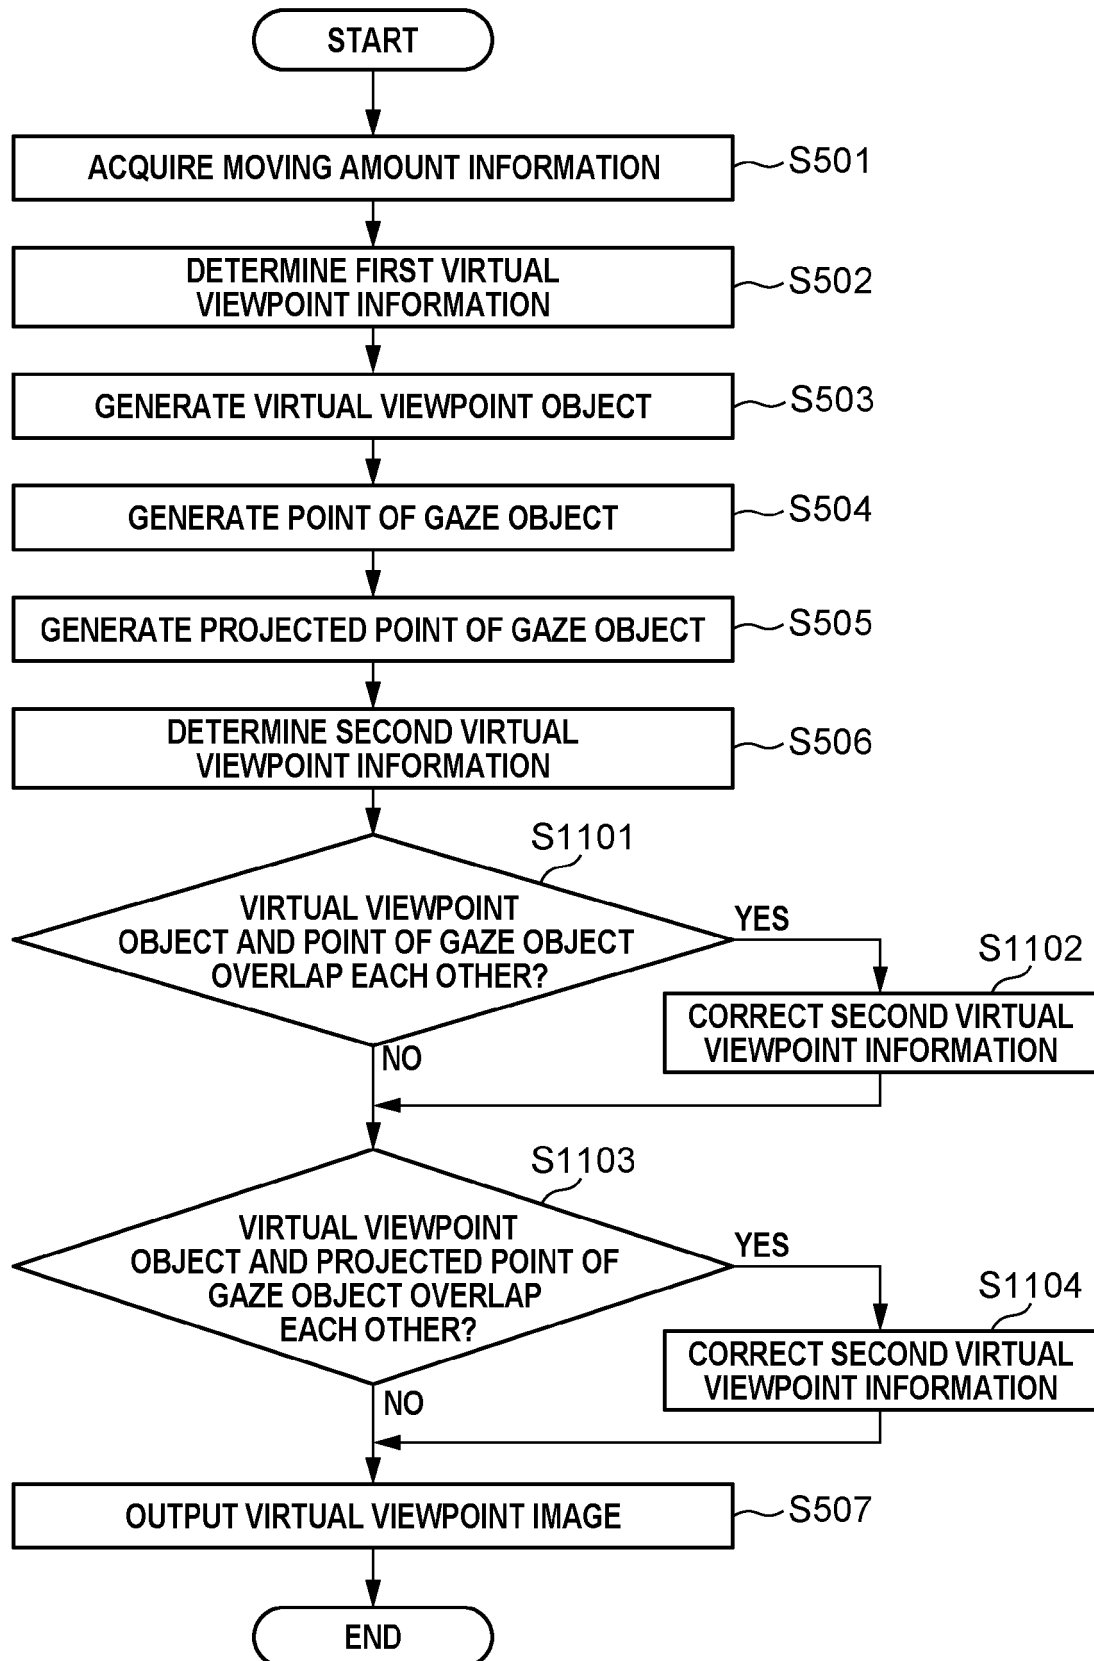 START
ACQUIRE MOVING AMOUNT INFORMATION
S501
DETERMINE FIRST VIRTUAL
VIEWPOINT INFORMATION
S502
GENERATE VIRTUAL VIEWPOINT OBJECT
S503
GENERATE POINT OF GAZE OBJECT
S504
GENERATE PROJECTED POINT OF GAZE OBJECT
S505
DETERMINE SECOND VIRTUAL
VIEWPOINT INFORMATION
S506
S1101
VIRTUAL VIEWPOINT
OBJECT AND POINT OF GAZE OBJECT
OVERLAP EACH OTHER?
YES
S1102
CORRECT SECOND VIRTUAL
VIEWPOINT INFORMATION
NO
S1103
VIRTUAL VIEWPOINT
OBJECT AND PROJECTED POINT OF
GAZE OBJECT OVERLAP
EACH OTHER?
YES
S1104
CORRECT SECOND VIRTUAL
VIEWPOINT INFORMATION
NO
OUTPUT VIRTUAL VIEWPOINT IMAGE
S507
END